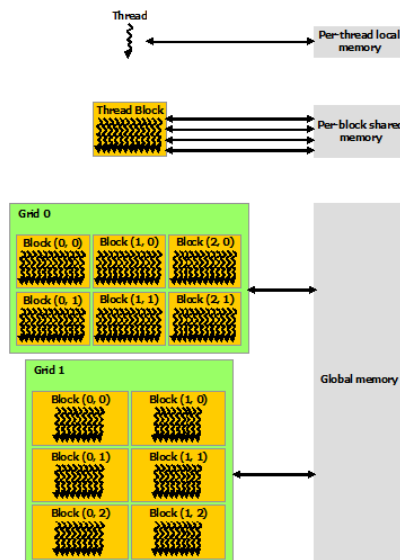 Thread
Per-thread local
memory
Thread Block
Per-block shared
memory
Grid 0
Block (0, 0) Block (1, 0) Block (2, 0)
Block (0, 1) Block (1, 1) Block (2, 1)
Global memory
Grid 1
Block (0, 0) Block (1, 0)
Block (0, 1) Block (1, 1)
Block (0, 2) Block (1, 2)